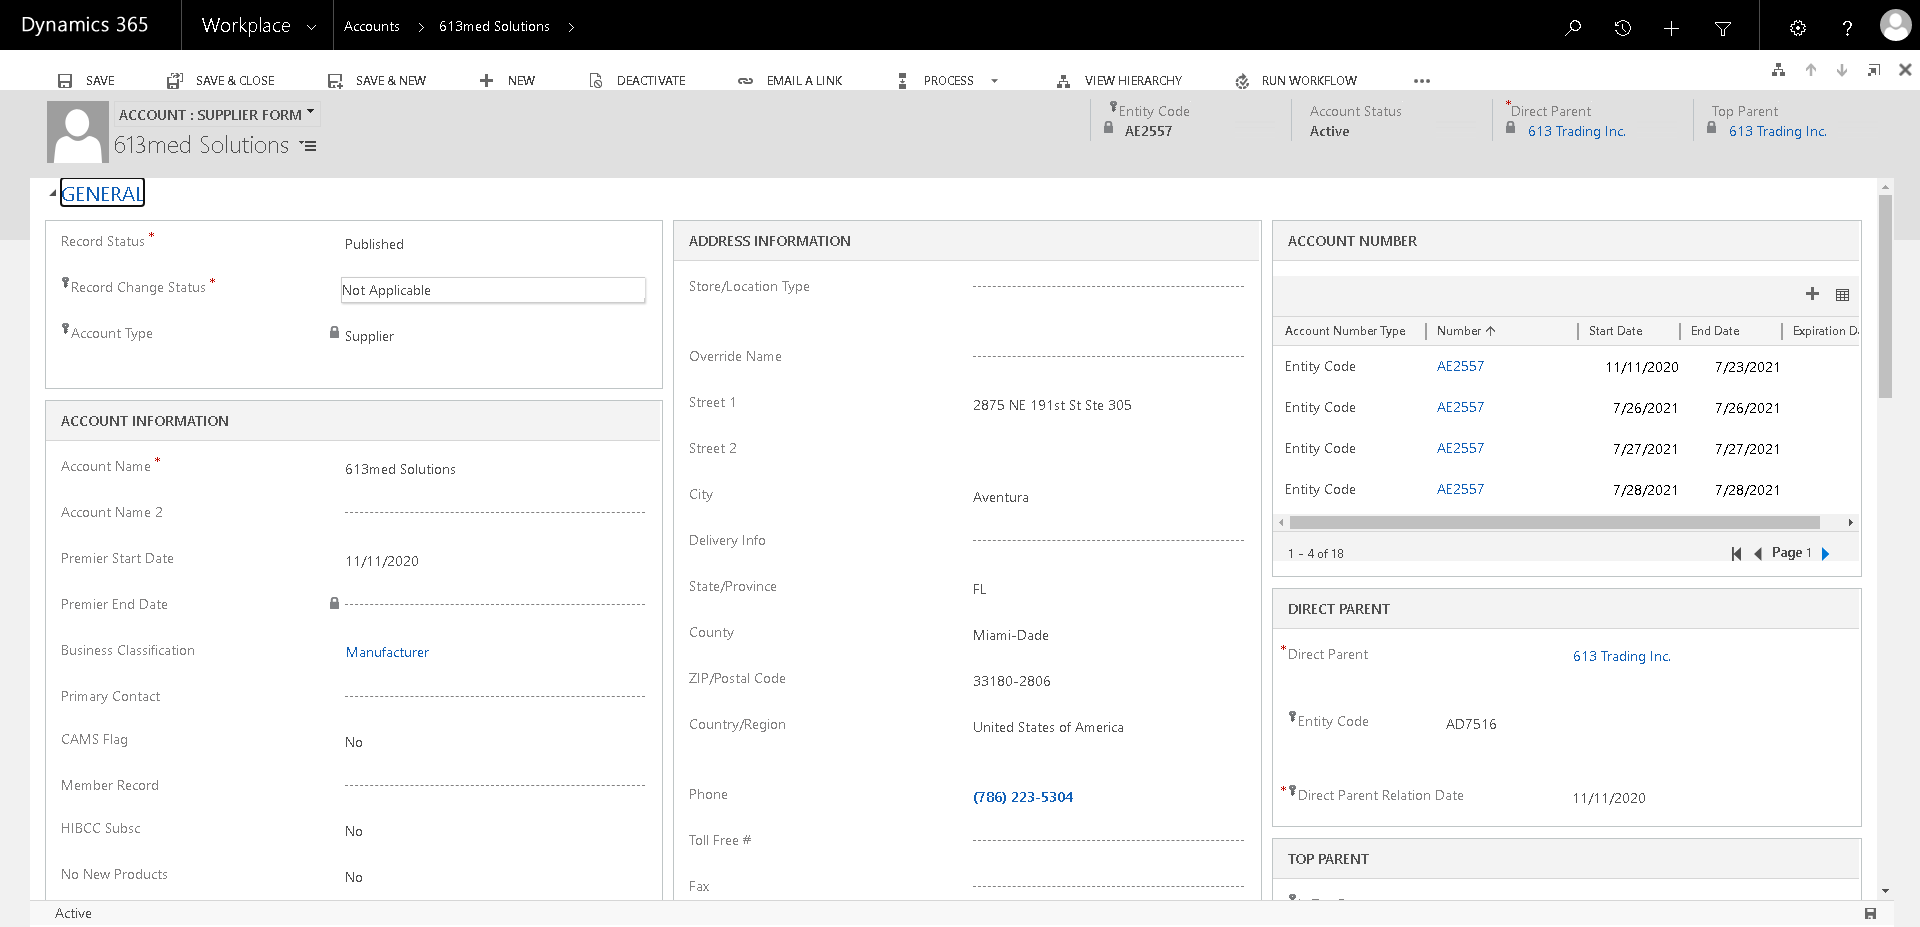 Dynamics 365 Workplace Accounts > 613med Solutions >
SAVE SAVE & CLOSE SAVE & NEW NEW DEACTIVATE EMAIL A LINK PROCESS VIEW HIERARCHY RUN WORKFLOW
ACCOUNT : SUPPLIER FORM
613med Solutions
Entity Code
AE2557
Account Status
Active
*Direct Parent
613 Trading Inc.
Top Parent
613 Trading Inc.
GENERAL
Record Status * Published
Record Change Status * Not Applicable
Account Type Supplier
ACCOUNT INFORMATION
Account Name * 613med Solutions
Account Name 2
Premier Start Date 11/11/2020
Premier End Date
Business Classification Manufacturer
Primary Contact
CAMS Flag No
Member Record
HIBCC Subsc No
No New Products No
ADDRESS INFORMATION
Store/Location Type
Override Name
Street 1 2875 NE 191st St Ste 305
Street 2
City Aventura
Delivery Info
State/Province FL
County Miami-Dade
ZIP/Postal Code 33180-2806
Country/Region United States of America
Phone (786) 223-5304
Toll Free #
Fax
ACCOUNT NUMBER
Account Number Type Number Start Date End Date Expiration D
Entity Code AE2557 11/11/2020 7/23/2021
Entity Code AE2557 7/26/2021 7/26/2021
Entity Code AE2557 7/27/2021 7/27/2021
Entity Code AE2557 7/28/2021 7/28/2021
1 - 4 of 18 Page 1
DIRECT PARENT
*Direct Parent 613 Trading Inc.
Entity Code AD7516
*Direct Parent Relation Date 11/11/2020
TOP PARENT
Active